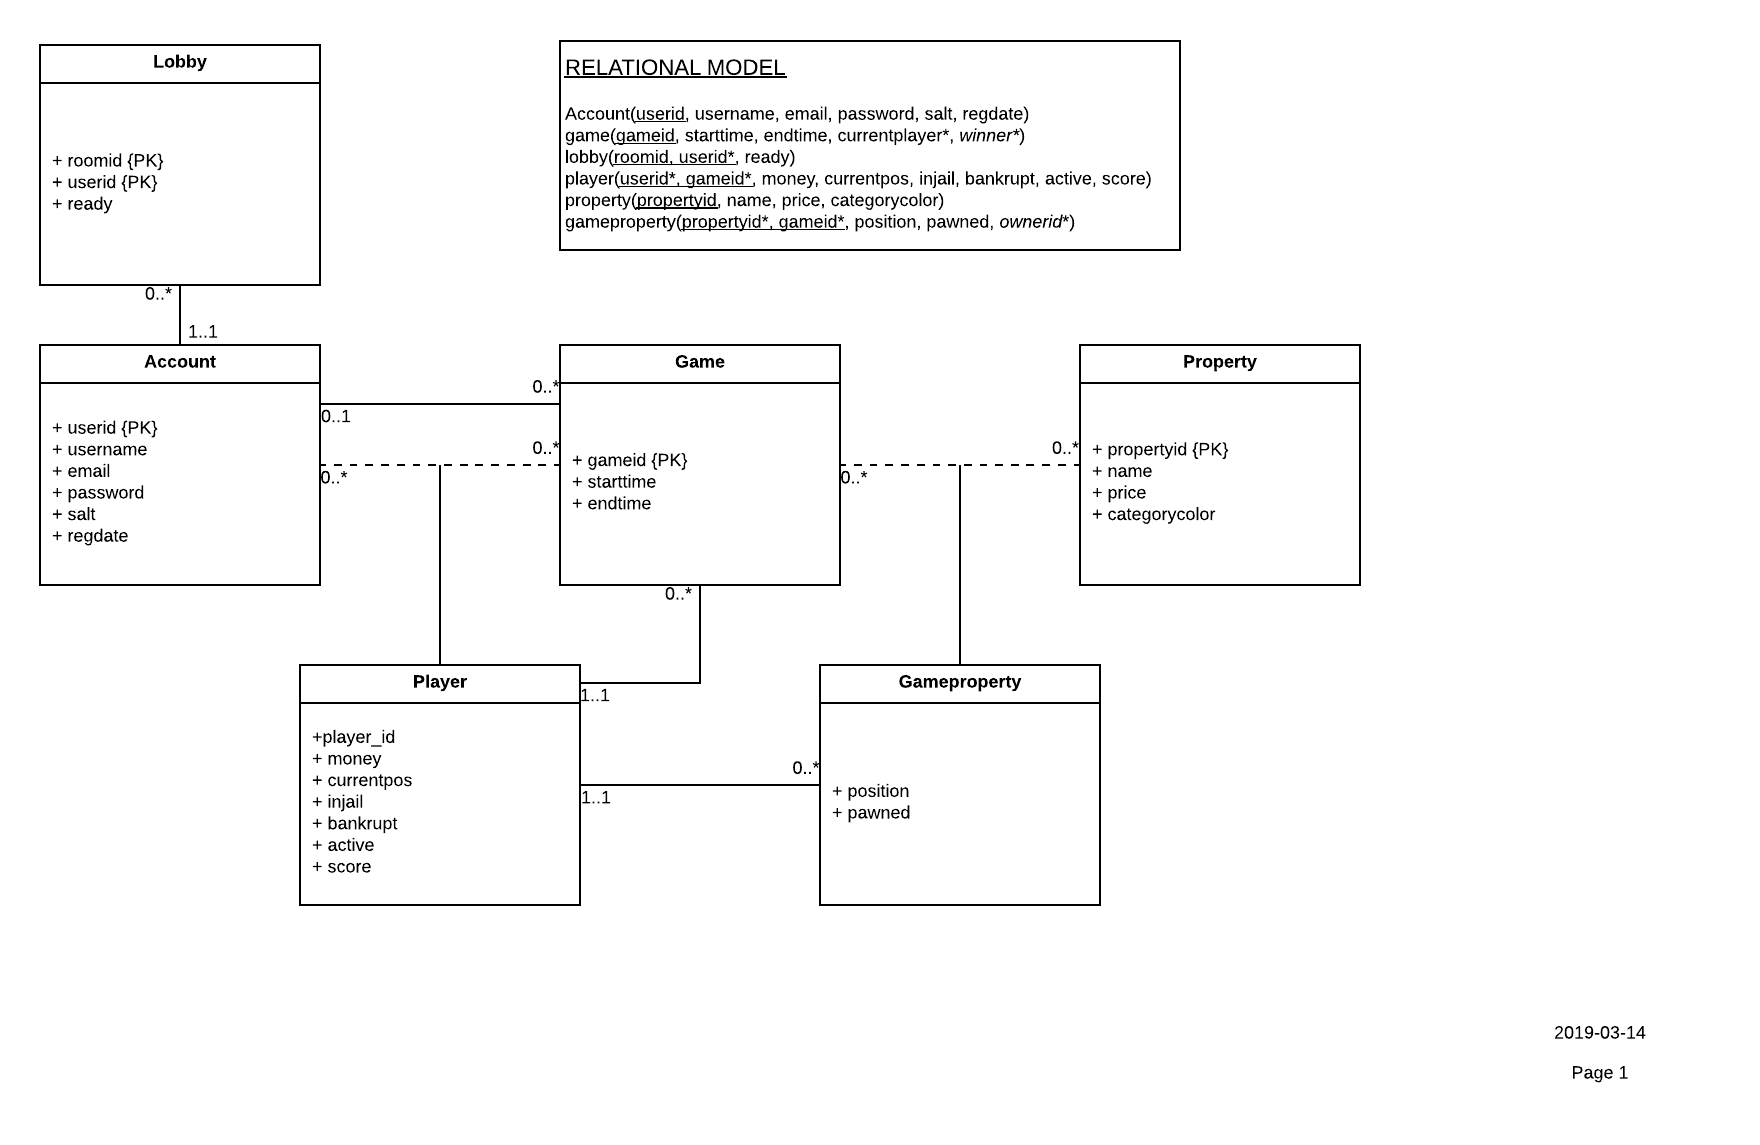 Lobby
+ roomid {PK}
+ userid {PK}
+ ready
RELATIONAL MODEL
Account(userid, username, email, password, salt, regdate)
game(gameid, starttime, endtime, currentplayer*, winner*)
lobby(roomid, userid*, ready)
player(userid*, gameid*, money, currentpos, injail, bankrupt, active, score)
property(propertyid, name, price, categorycolor)
gameproperty(propertyid*, gameid*, position, pawned, ownerid*)
0..*
1..1
Account
+ userid {PK}
+ username
+ email
+ password
+ salt
+ regdate
0..*
0..1
0..*
0..*
Game
+ gameid {PK}
+ starttime
+ endtime
0..*
0..*
Property
+ propertyid {PK}
+ name
+ price
+ categorycolor
0..*
1..1
Player
+player_id
+ money
+ currentpos
+ injail
+ bankrupt
+ active
+ score
0..*
1..1
Gameproperty
+ position
+ pawned
2019-03-14
Page 1